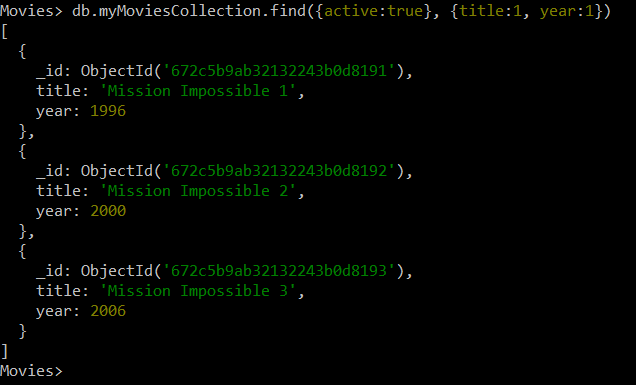 Movies> db.myMoviesCollection.find({active:true}, {title:1, year:1})
[
  {
    _id: ObjectId('672c5b9ab32132243b0d8191'),
    title: 'Mission Impossible 1',
    year: 1996
  },
  {
    _id: ObjectId('672c5b9ab32132243b0d8192'),
    title: 'Mission Impossible 2',
    year: 2000
  },
  {
    _id: ObjectId('672c5b9ab32132243b0d8193'),
    title: 'Mission Impossible 3',
    year: 2006
  }
]
Movies>